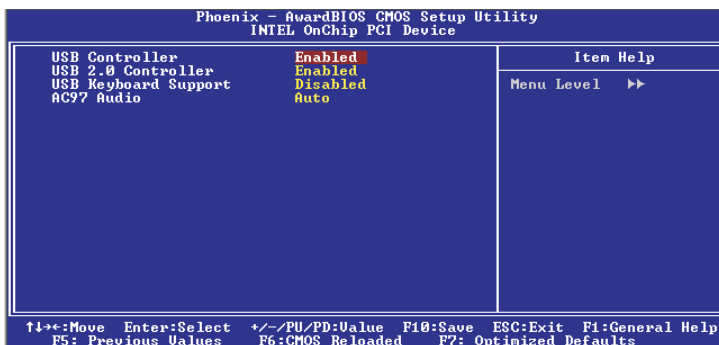 Phoenix - AwardBIOS CMOS Setup Utility
INTEL OnChip PCI Device
USB Controller Enabled
USB 2.0 Controller Enabled
USB Keyboard Support Disabled
AC97 Audio Auto
Item Help
Menu Level ▶▶
↑↓→←:Move Enter:Select +/-/PU/PD:Value F10:Save ESC:Exit F1:General Help
F5: Previous Values F6:CMOS Reloaded F7: Optimized Defaults